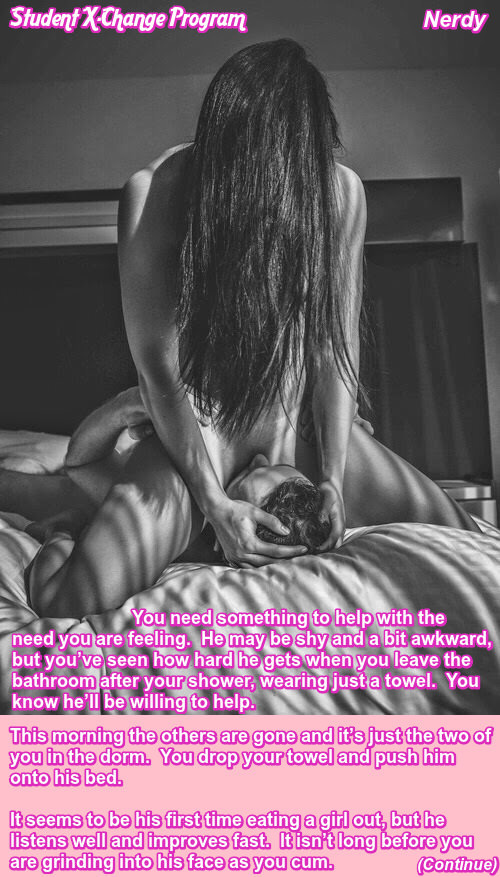 Student X-Change Program
Nerdy
You need something to help with the
need you are feeling. He may be shy and a bit awkward,
but you've seen how hard he gets when you leave the
bathroom after your shower, wearing just a towel. You
know he'll be willing to help.
This morning the others are gone and it's just the two of
you in the dorm. You drop your towel and push him
onto his bed.
It seems to be his first time eating a girl out, but he
listens well and improves fast. It isn't long before you
are grinding into his face as you cum.
(Continue)